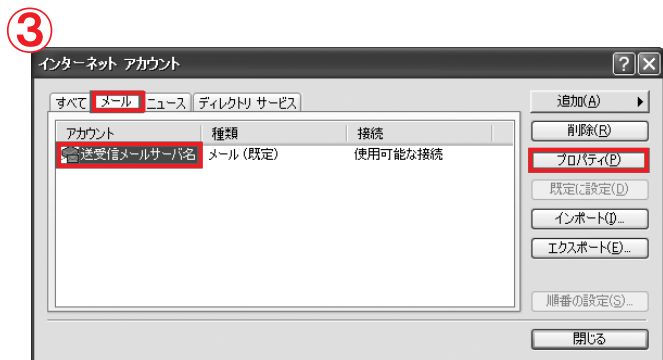 ③
インターネット アカウント
すべて メール ニュース ディレクトリ サービス
アカウント 種類 接続
送受信メールサーバ名 メール (既定) 使用可能な接続
追加(A)
削除(R)
プロパティ(P)
既定に設定(D)
インポート(I)...
エクスポート(E)...
順番の設定(S)...
閉じる